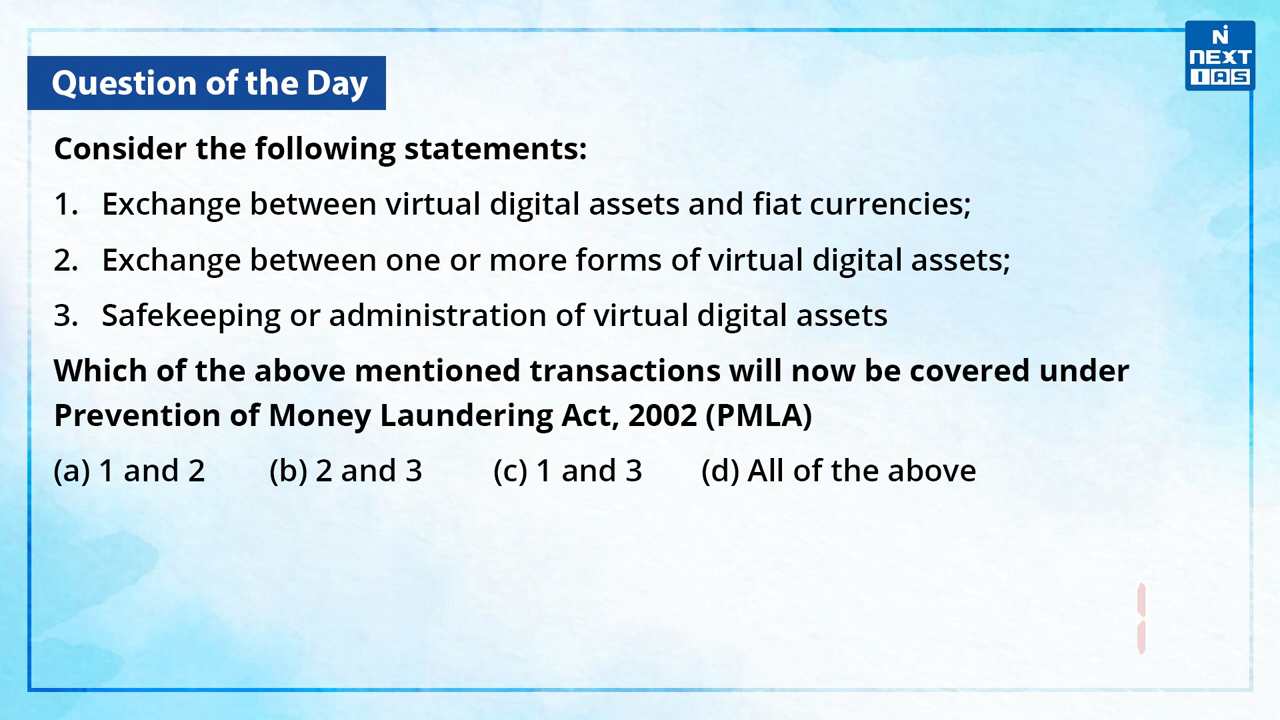 NEXT
IAS
Question of the Day
Consider the following statements:
1. Exchange between virtual digital assets and fiat currencies;
2. Exchange between one or more forms of virtual digital assets;
3. Safekeeping or administration of virtual digital assets
Which of the above mentioned transactions will now be covered under
Prevention of Money Laundering Act, 2002 (PMLA)
(a) 1 and 2 (b) 2 and 3 (c) 1 and 3 (d) All of the above